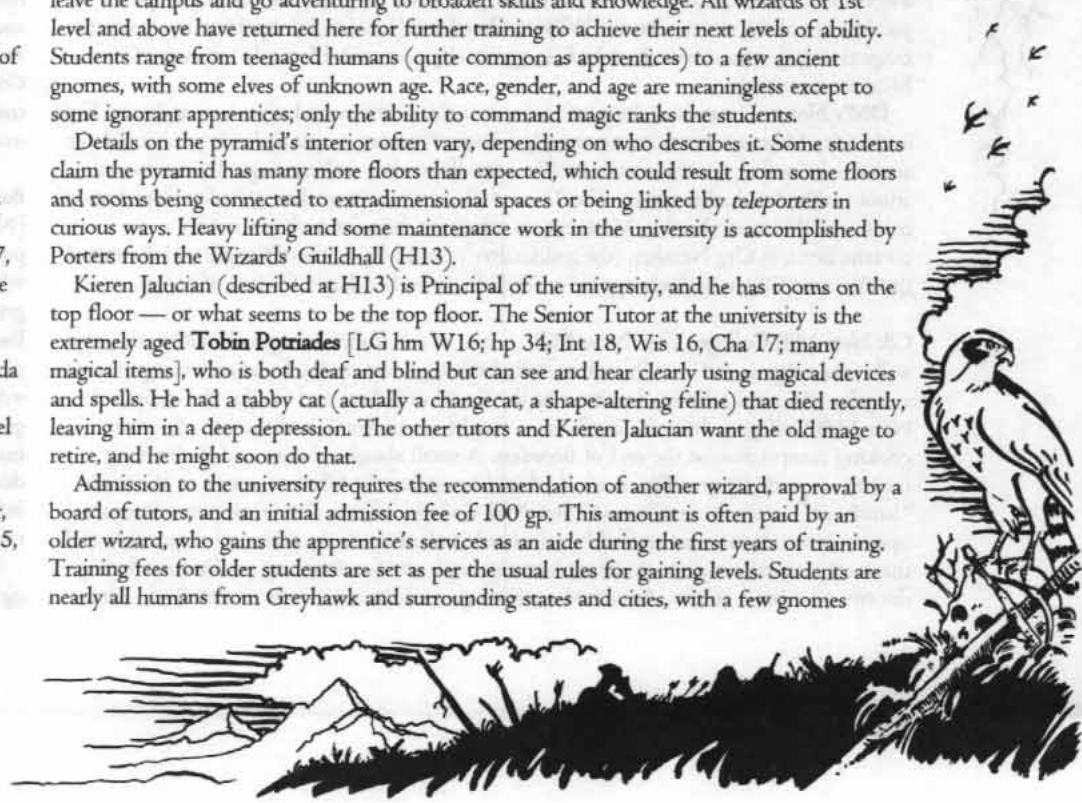 leave the campus and go adventuring to broaden skills and knowledge. All wizards of 1st
level and above have returned here for further training to achieve their next levels of ability.
of
Students range from teenaged humans (quite common as apprentices) to a few ancient
gnomes, with some elves of unknown age. Race, gender, and age are meaningless except to
some ignorant apprentices; only the ability to command magic ranks the students.
Details on the pyramid's interior often vary, depending on who describes it. Some students
claim the pyramid has many more floors than expected, which could result from some floors
and rooms being connected to extradimensional spaces or being linked by teleporters in
curious ways. Heavy lifting and some maintenance work in the university is accomplished by
7,
Porters from the Wizards' Guildhall (H13).
e
Kieren Jalucian (described at H13) is Principal of the university, and he has rooms on the
top floor — or what seems to be the top floor. The Senior Tutor at the university is the
extremely aged Tobin Potriades [LG hm W16; hp 34; Int 18, Wis 16, Cha 17; many
da
magical items], who is both deaf and blind but can see and hear clearly using magical devices
and spells. He had a tabby cat (actually a changecat, a shape-altering feline) that died recently,
el
leaving him in a deep depression. The other tutors and Kieren Jalucian want the old mage to
retire, and he might soon do that.
Admission to the university requires the recommendation of another wizard, approval by a
,
board of tutors, and an initial admission fee of 100 gp. This amount is often paid by an
5,
older wizard, who gains the apprentice's services as an aide during the first years of training.
Training fees for older students are set as per the usual rules for gaining levels. Students are
nearly all humans from Greyhawk and surrounding states and cities, with a few gnomes